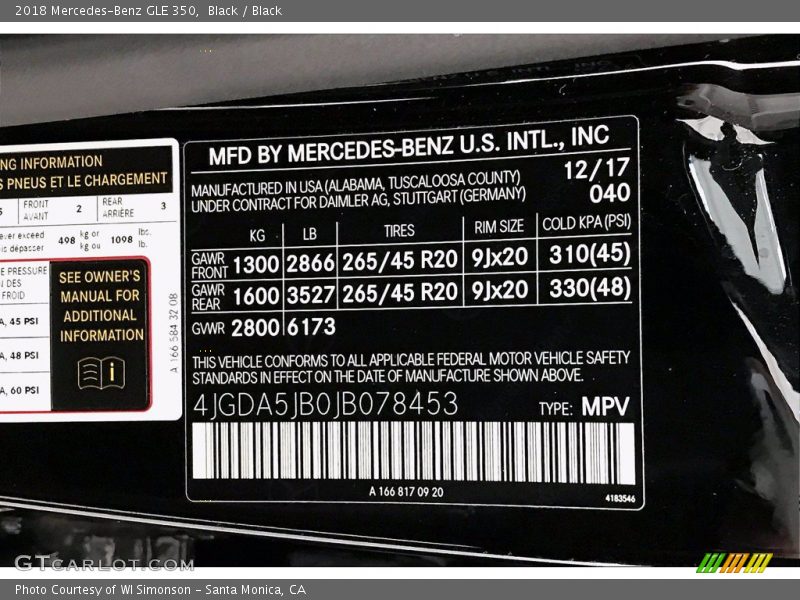 2018 Mercedes-Benz GLE 350,  Black / Black
NG INFORMATION
S PNEUS ET LE CHARGEMENT
5 FRONT AVANT 2 REAR ARRIÈRE 3
ever exceed
is dépasser 498 kg or kg ou 1098 lbs. lb.
E PRESSURE
N DES
FROID
A, 45 PSI
A, 48 PSI
A, 60 PSI
SEE OWNER'S
MANUAL FOR
ADDITIONAL
INFORMATION
A 166 584 32 08
MFD BY MERCEDES-BENZ U.S. INTL., INC
MANUFACTURED IN USA (ALABAMA, TUSCALOOSA COUNTY) 12/17
UNDER CONTRACT FOR DAIMLER AG, STUTTGART (GERMANY) 040
KG LB TIRES RIM SIZE COLD KPA (PSI)
GAWR FRONT 1300 2866 265/45 R20 9Jx20 310(45)
GAWR REAR 1600 3527 265/45 R20 9Jx20 330(48)
GVWR 2800 6173
THIS VEHICLE CONFORMS TO ALL APPLICABLE FEDERAL MOTOR VEHICLE SAFETY
STANDARDS IN EFFECT ON THE DATE OF MANUFACTURE SHOWN ABOVE.
4JGDA5JB0JB078453 TYPE: MPV
A 166 817 09 20
4183546
GTcarlot.com
Photo Courtesy of WI Simonson - Santa Monica, CA